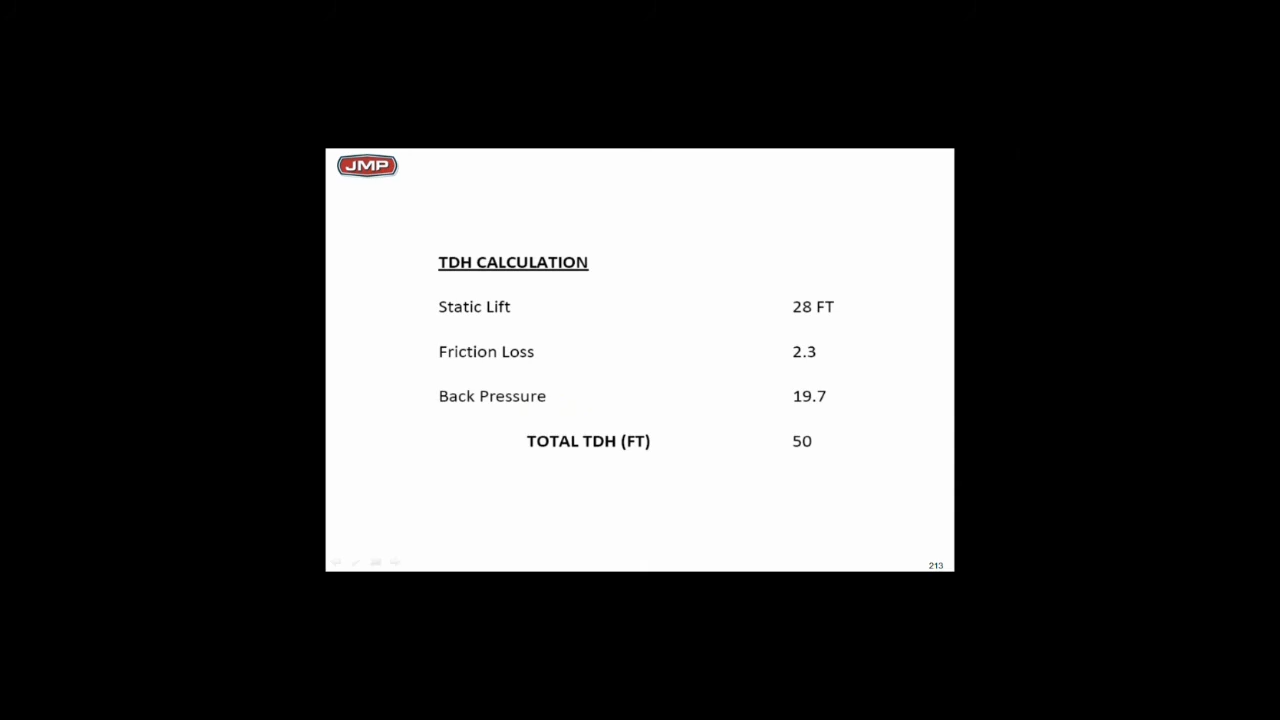 JMP
TDH CALCULATION
Static Lift 28 FT
Friction Loss 2.3
Back Pressure 19.7
TOTAL TDH (FT) 50
213